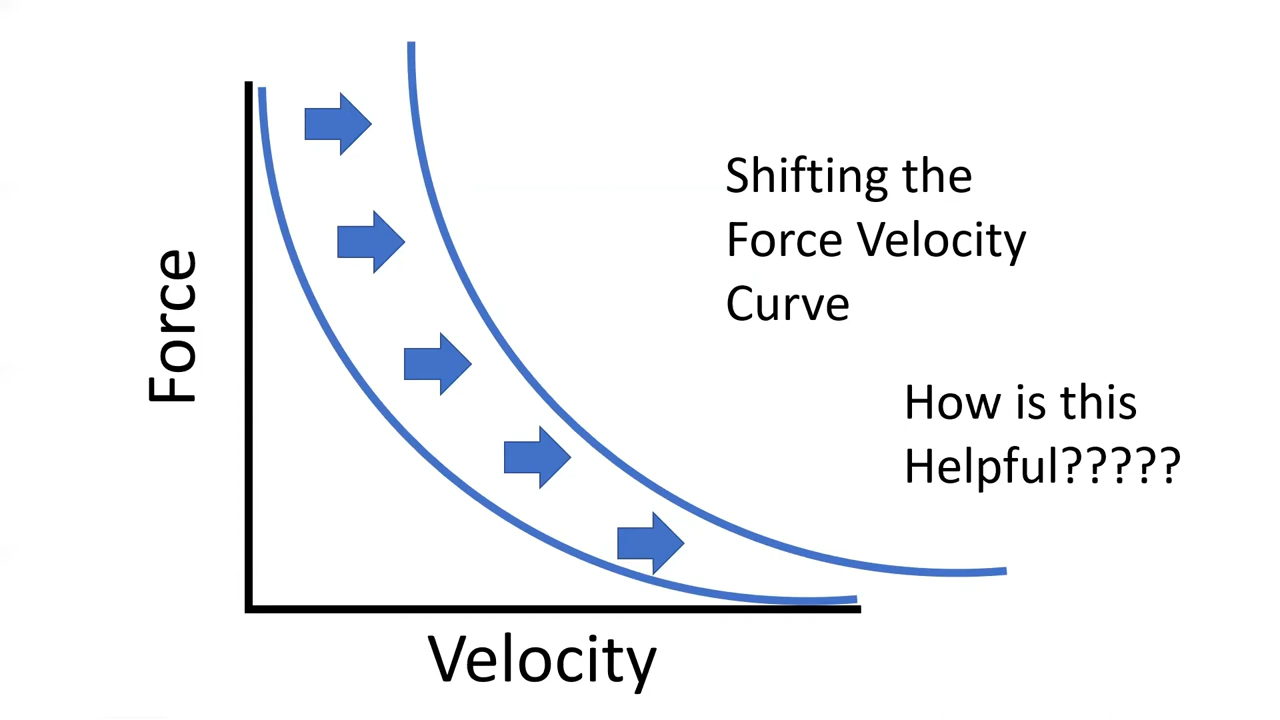 Shifting the
Force Velocity
Curve
How is this
Helpful?????
Force
Velocity